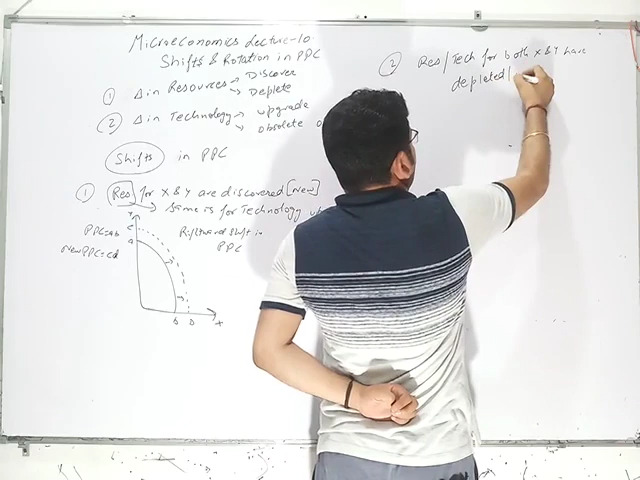 Microeconomics Lecture-10
Shifts & Rotation in PPC
① Δ in Resources → Discover
→ Deplete
② Δ in Technology → upgrade
→ obsolete
Shifts in PPC
① Res/ for X & Y are discovered [New]
→ Same is for Technology
PPC=ab
New PPC=cd
Y
c
a
b
D
X
Rightward shift in
PPC
② Res/Tech for both X & Y have
depleted/